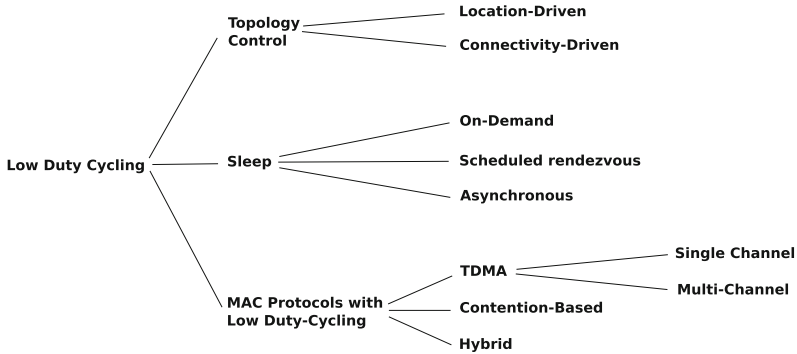 Low Duty Cycling
Topology
Control
Location-Driven
Connectivity-Driven
Sleep
On-Demand
Scheduled rendezvous
Asynchronous
MAC Protocols with
Low Duty-Cycling
TDMA
Single Channel
Multi-Channel
Contention-Based
Hybrid